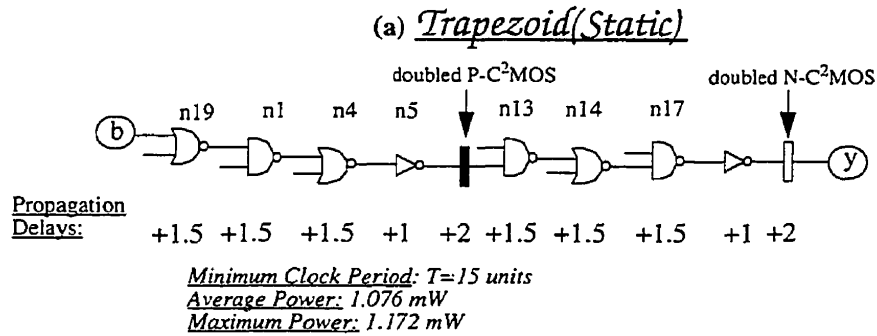 (a) Trapezoid(Static)
doubled P-C²MOS doubled N-C²MOS
n19 n1 n4 n5 n13 n14 n17
b y
Propagation
Delays: +1.5 +1.5 +1.5 +1 +2 +1.5 +1.5 +1.5 +1 +2
Minimum Clock Period: T=15 units
Average Power: 1.076 mW
Maximum Power: 1.172 mW